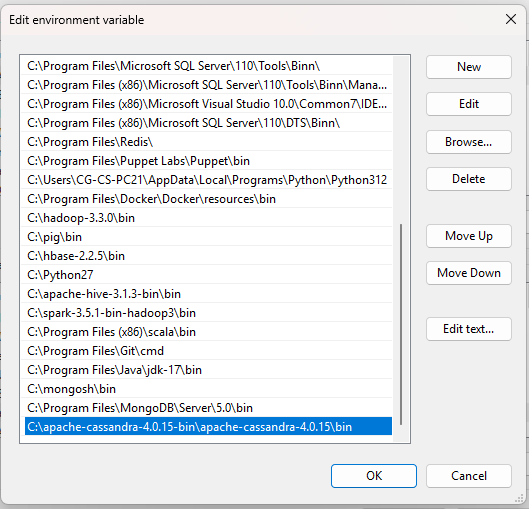 Edit environment variable
C:\Program Files\Microsoft SQL Server\110\Tools\Binn\
C:\Program Files (x86)\Microsoft SQL Server\110\Tools\Binn\Mana...
C:\Program Files (x86)\Microsoft Visual Studio 10.0\Common7\IDE...
C:\Program Files (x86)\Microsoft SQL Server\110\DTS\Binn\
C:\Program Files\Redis\
C:\Program Files\Puppet Labs\Puppet\bin
C:\Users\CG-CS-PC21\AppData\Local\Programs\Python\Python312
C:\Program Files\Docker\Docker\resources\bin
C:\hadoop-3.3.0\bin
C:\pig\bin
C:\hbase-2.2.5\bin
C:\Python27
C:\apache-hive-3.1.3-bin\bin
C:\spark-3.5.1-bin-hadoop3\bin
C:\Program Files (x86)\scala\bin
C:\Program Files\Git\cmd
C:\Program Files\Java\jdk-17\bin
C:\mongosh\bin
C:\Program Files\MongoDB\Server\5.0\bin
C:\apache-cassandra-4.0.15-bin\apache-cassandra-4.0.15\bin
New
Edit
Browse...
Delete
Move Up
Move Down
Edit text...
OK
Cancel